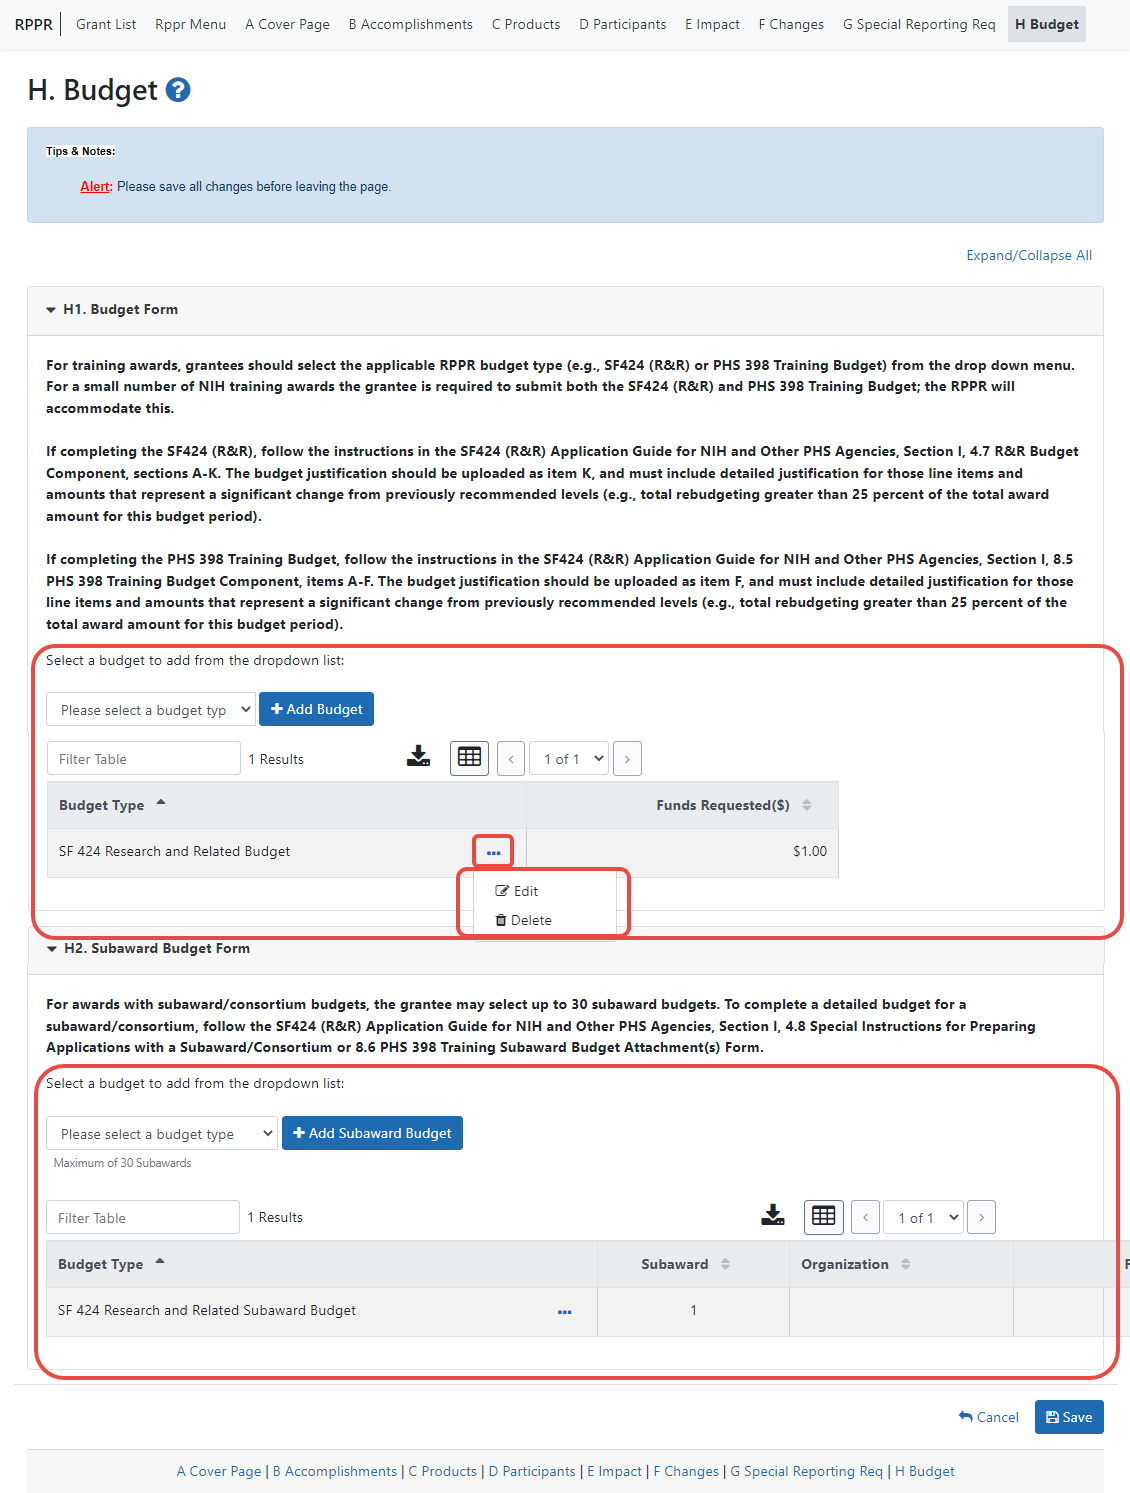 RPPR Grant List Rppr Menu A Cover Page B Accomplishments C Products D Participants E Impact F Changes G Special Reporting Req H Budget
H. Budget ?
Tips & Notes:
Alert: Please save all changes before leaving the page.
Expand/Collapse All
H1. Budget Form
For training awards, grantees should select the applicable RPPR budget type (e.g., SF424 (R&R) or PHS 398 Training Budget) from the drop down menu.
For a small number of NIH training awards the grantee is required to submit both the SF424 (R&R) and PHS 398 Training Budget; the RPPR will
accommodate this.
If completing the SF424 (R&R), follow the instructions in the SF424 (R&R) Application Guide for NIH and Other PHS Agencies, Section I, 4.7 R&R Budget
Component, sections A-K. The budget justification should be uploaded as item K, and must include detailed justification for those line items and
amounts that represent a significant change from previously recommended levels (e.g., total rebudgeting greater than 25 percent of the total award
amount for this budget period).
If completing the PHS 398 Training Budget, follow the instructions in the SF424 (R&R) Application Guide for NIH and Other PHS Agencies, Section I, 8.5
PHS 398 Training Budget Component, items A-F. The budget justification should be uploaded as item F, and must include detailed justification for those
line items and amounts that represent a significant change from previously recommended levels (e.g., total rebudgeting greater than 25 percent of the
total award amount for this budget period).
Select a budget to add from the dropdown list:
Please select a budget typ Add Budget
Filter Table 1 Results 1 of 1
Budget Type Funds Requested($)
SF 424 Research and Related Budget ... $1.00
Edit
Delete
H2. Subaward Budget Form
For awards with subaward/consortium budgets, the grantee may select up to 30 subaward budgets. To complete a detailed budget for a
subaward/consortium, follow the SF424 (R&R) Application Guide for NIH and Other PHS Agencies, Section I, 4.8 Special Instructions for Preparing
Applications with a Subaward/Consortium or 8.6 PHS 398 Training Subaward Budget Attachment(s) Form.
Select a budget to add from the dropdown list:
Please select a budget type Add Subaward Budget
Maximum of 30 Subawards
Filter Table 1 Results 1 of 1
Budget Type Subaward Organization F
SF 424 Research and Related Subaward Budget ... 1
Cancel Save
A Cover Page | B Accomplishments | C Products | D Participants | E Impact | F Changes | G Special Reporting Req | H Budget